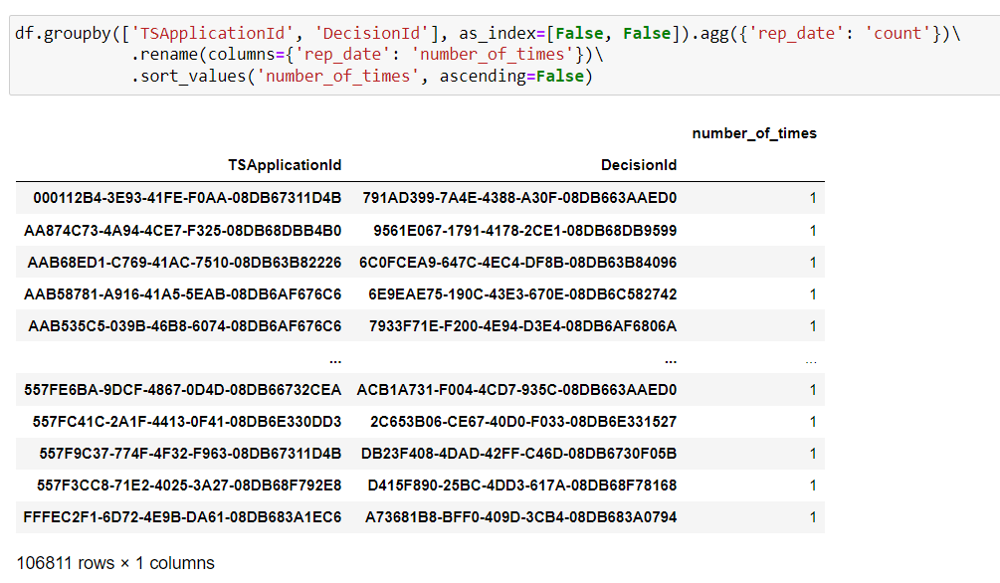 df.groupby(['TSApplicationId', 'DecisionId'], as_index=[False, False]).agg({'rep_date': 'count'})\
.rename(columns={'rep_date': 'number_of_times'})\
.sort_values('number_of_times', ascending=False)
number_of_times
TSApplicationId DecisionId
000112B4-3E93-41FE-F0AA-08DB67311D4B 791AD399-7A4E-4388-A30F-08DB663AAED0 1
AA874C73-4A94-4CE7-F325-08DB68DBB4B0 9561E067-1791-4178-2CE1-08DB68DB9599 1
AAB68ED1-C769-41AC-7510-08DB63B82226 6C0FCEA9-647C-4EC4-DF8B-08DB63B84096 1
AAB58781-A916-41A5-5EAB-08DB6AF676C6 6E9EAE75-190C-43E3-670E-08DB6C582742 1
AAB535C5-039B-46B8-6074-08DB6AF676C6 7933F71E-F200-4E94-D3E4-08DB6AF6806A 1
... ... ...
557FE6BA-9DCF-4867-0D4D-08DB66732CEA ACB1A731-F004-4CD7-935C-08DB663AAED0 1
557FC41C-2A1F-4413-0F41-08DB6E330DD3 2C653B06-CE67-40D0-F033-08DB6E331527 1
557F9C37-774F-4F32-F963-08DB67311D4B DB23F408-4DAD-42FF-C46D-08DB6730F05B 1
557F3CC8-71E2-4025-3A27-08DB68F792E8 D415F890-25BC-4DD3-617A-08DB68F78168 1
FFFEC2F1-6D72-4E9B-DA61-08DB683A1EC6 A73681B8-BFF0-409D-3CB4-08DB683A0794 1
106811 rows × 1 columns